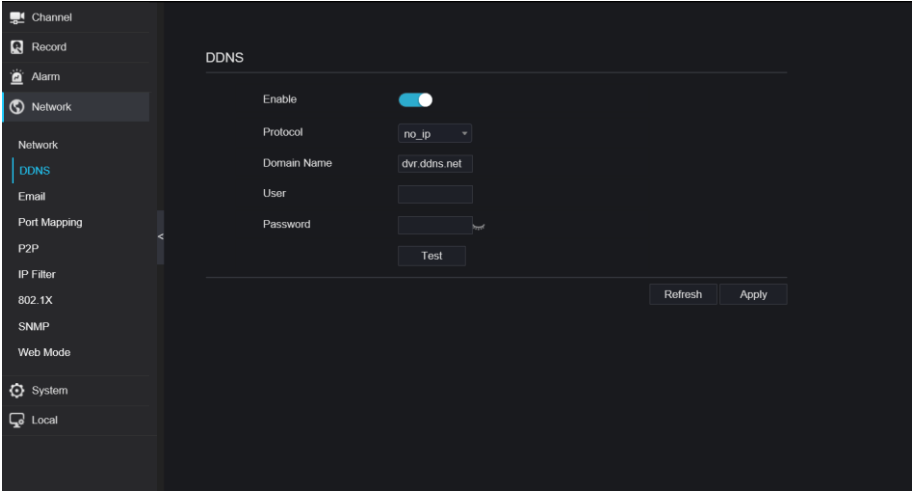 Channel
Record
Alarm
Network
Network
DDNS
Email
Port Mapping
P2P
IP Filter
802.1X
SNMP
Web Mode
System
Local
<
DDNS
Enable
Protocol no_ip
Domain Name dvr.ddns.net
User
Password
Test
Refresh Apply